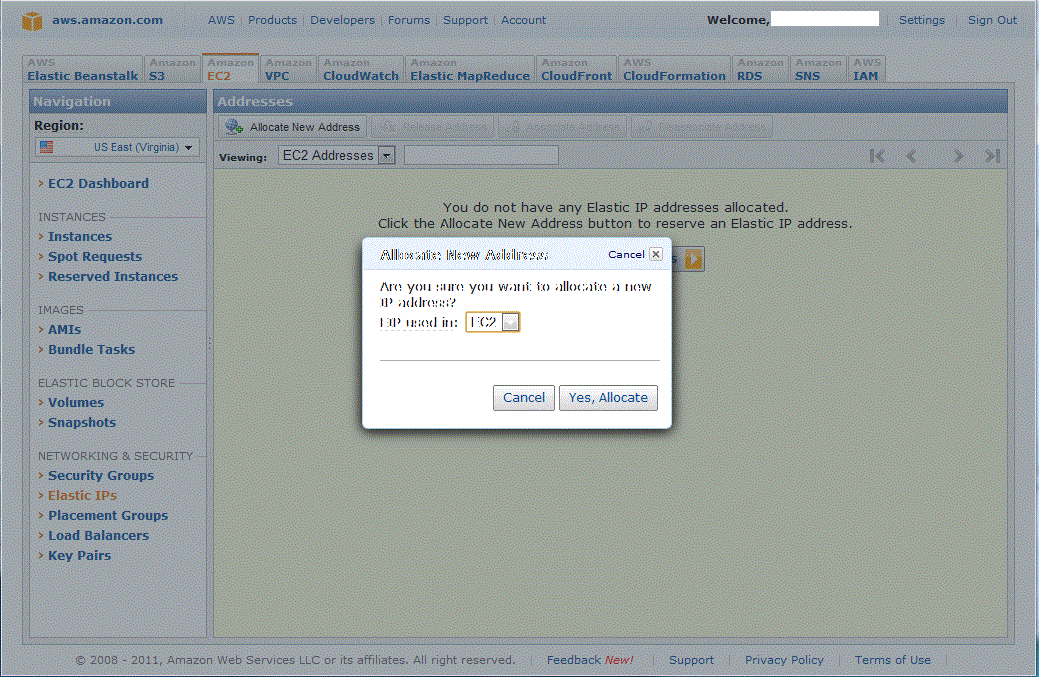 aws.amazon.com AWS Products Developers Forums Support Account Welcome, Settings Sign Out
AWS Amazon Amazon Amazon Amazon Amazon Amazon AWS Amazon Amazon AWS
Elastic Beanstalk S3 EC2 VPC CloudWatch Elastic MapReduce CloudFront CloudFormation RDS SNS IAM
Navigation
Region:
US East (Virginia)
EC2 Dashboard
INSTANCES
Instances
Spot Requests
Reserved Instances
IMAGES
AMIs
Bundle Tasks
ELASTIC BLOCK STORE
Volumes
Snapshots
NETWORKING & SECURITY
Security Groups
Elastic IPs
Placement Groups
Load Balancers
Key Pairs
Addresses
Allocate New Address Release Address Associate Address
Viewing: EC2 Addresses
You do not have any Elastic IP addresses allocated.
Click the Allocate New Address button to reserve an Elastic IP address.
Allocate New Address Cancel
Are you sure you want to allocate a new
IP address?
EIP used in: EC2
Cancel Yes, Allocate
© 2008 - 2011, Amazon Web Services LLC or its affiliates. All right reserved. Feedback New! Support Privacy Policy Terms of Use